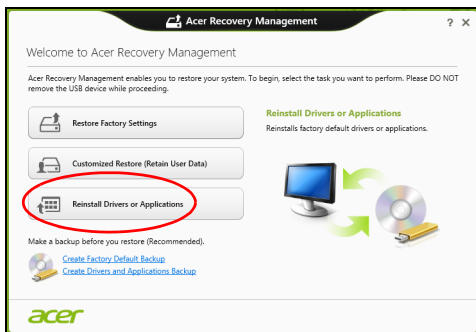 Acer Recovery Management
? ×
Welcome to Acer Recovery Management
Acer Recovery Management enables you to restore your system. To begin, select the task you want to perform. Please DO NOT
remove the USB device while proceeding.
Restore Factory Settings
Customized Restore (Retain User Data)
Reinstall Drivers or Applications
Reinstall Drivers or Applications
Reinstalls factory default drivers or applications.
Make a backup before you restore (Recommended).
Create Factory Default Backup
Create Drivers and Applications Backup
acer